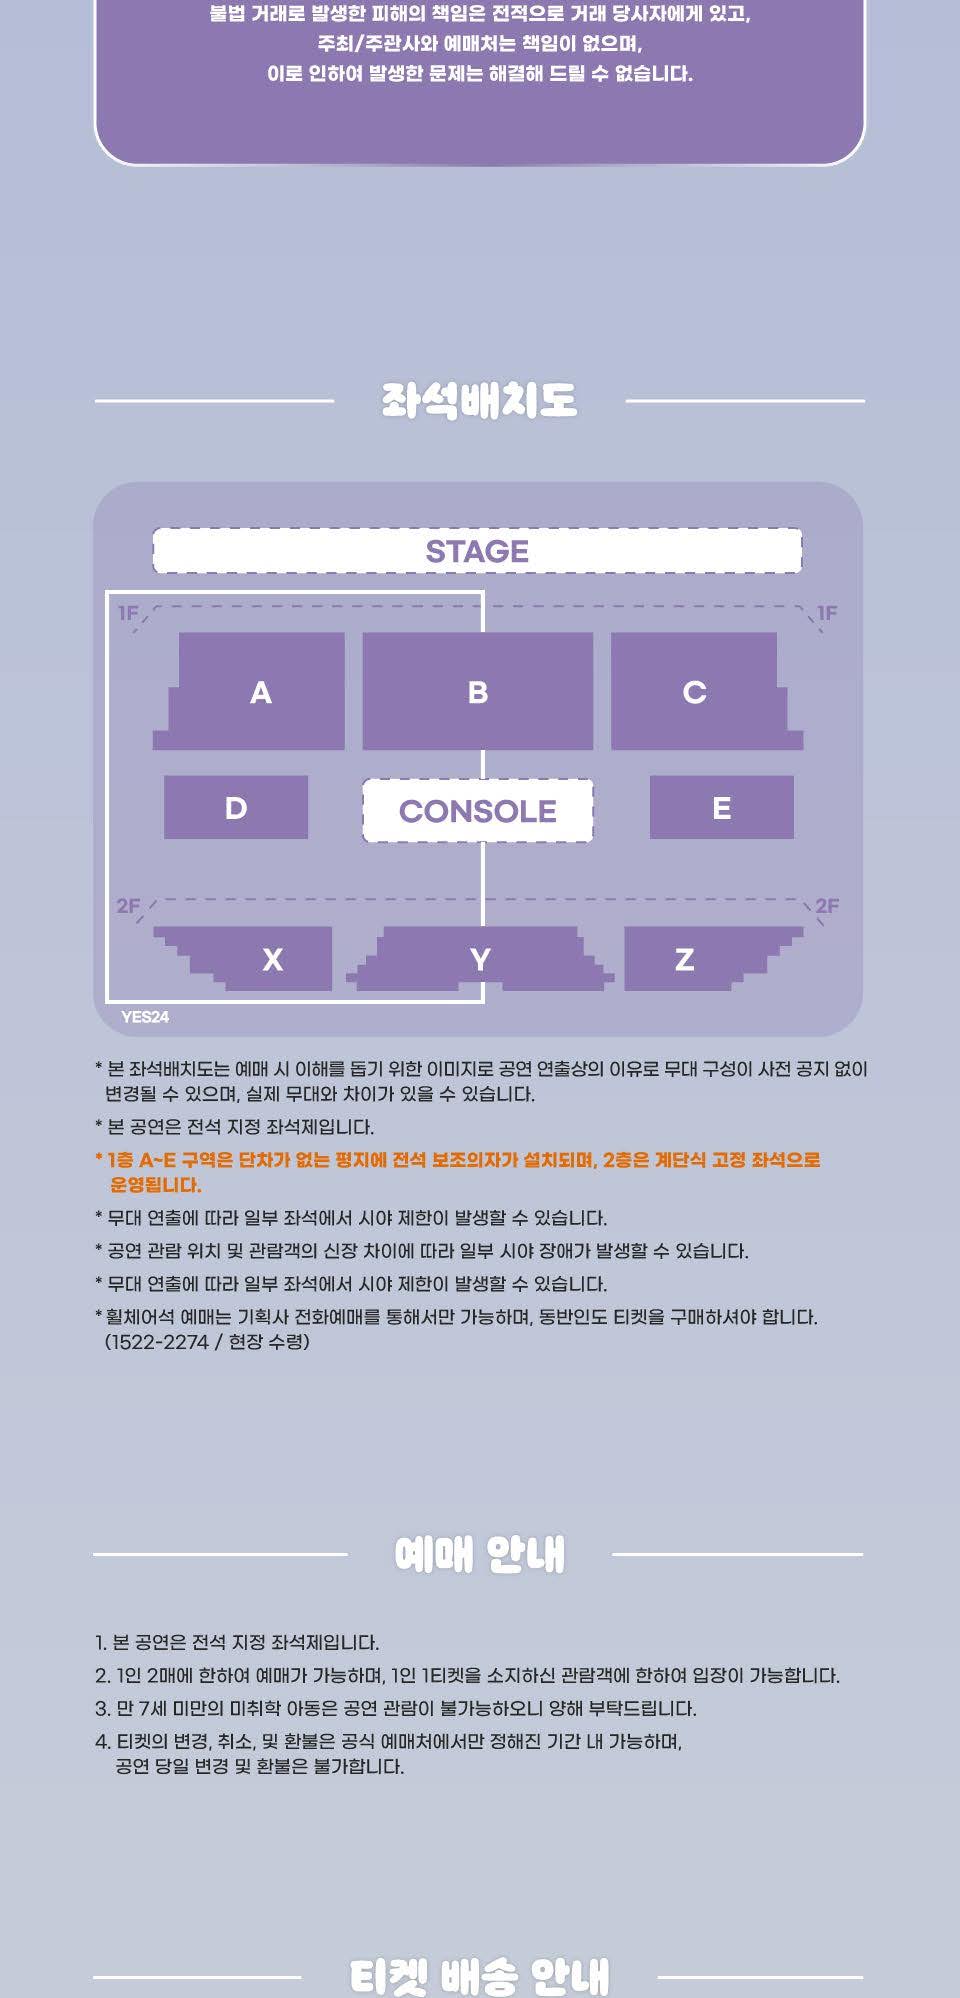 불법 거래로 발생한 피해의 책임은 전적으로 거래 당사자에게 있고,
주최/주관사와 예매처는 책임이 없으며,
이로 인하여 발생한 문제는 해결해 드릴 수 없습니다.
좌석배치도
STAGE
1F 1F
A B C
D CONSOLE E
2F 2F
X Y Z
YES24
* 본 좌석배치도는 예매 시 이해를 돕기 위한 이미지로 공연 연출상의 이유로 무대 구성이 사전 공지 없이
변경될 수 있으며, 실제 무대와 차이가 있을 수 있습니다.
* 본 공연은 전석 지정 좌석제입니다.
* 1층 A~E 구역은 단차가 없는 평지에 전석 보조의자가 설치되며, 2층은 계단식 고정 좌석으로
운영됩니다.
* 무대 연출에 따라 일부 좌석에서 시야 제한이 발생할 수 있습니다.
* 공연 관람 위치 및 관람객의 신장 차이에 따라 일부 시야 장애가 발생할 수 있습니다.
* 무대 연출에 따라 일부 좌석에서 시야 제한이 발생할 수 있습니다.
* 휠체어석 예매는 기획사 전화예매를 통해서만 가능하며, 동반인도 티켓을 구매하셔야 합니다.
(1522-2274 / 현장 수령)
예매 안내
1. 본 공연은 전석 지정 좌석제입니다.
2. 1인 2매에 한하여 예매가 가능하며, 1인 1티켓을 소지하신 관람객에 한하여 입장이 가능합니다.
3. 만 7세 미만의 미취학 아동은 공연 관람이 불가능하오니 양해 부탁드립니다.
4. 티켓의 변경, 취소, 및 환불은 공식 예매처에서만 정해진 기간 내 가능하며,
공연 당일 변경 및 환불은 불가합니다.
티켓 배송 안내